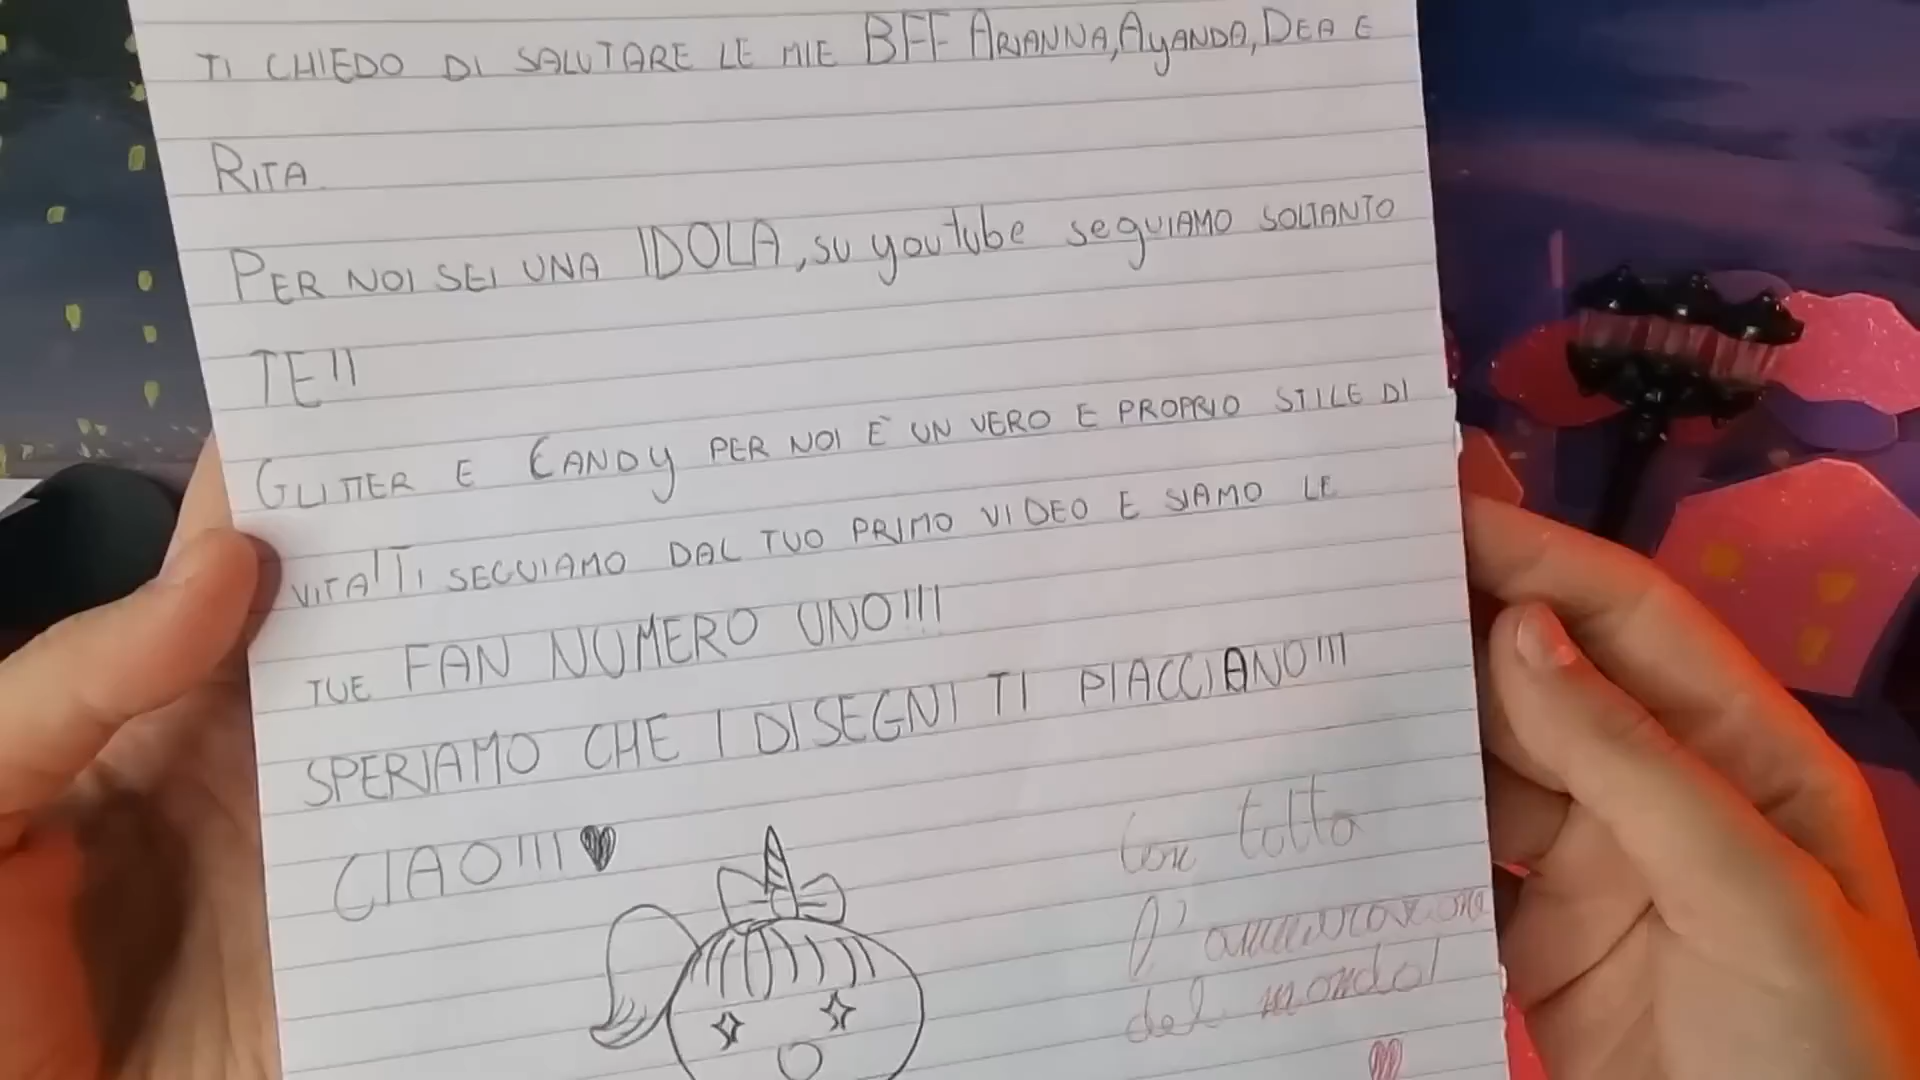 TI CHIEDO DI SALUTARE LE MIE BFF ARIANNA, AYANDA, DEA E
RITA
PER NOI SEI UNA IDOLA, SU youtube seguIAMO SOLTANTO
TE!!
GLITTER E CANDY PER NOI È UN VERO E PROPRIO STILE DI
VITA! TI SEGUIAMO DAL TUO PRIMO VIDEO E SIAMO LE
TUE FAN NUMERO UNO!!!
SPERIAMO CHE I DISEGNI TI PIACCIANO!!!
CIAO!!! ♥
Con tutta
l'ammirazione
del mondo!